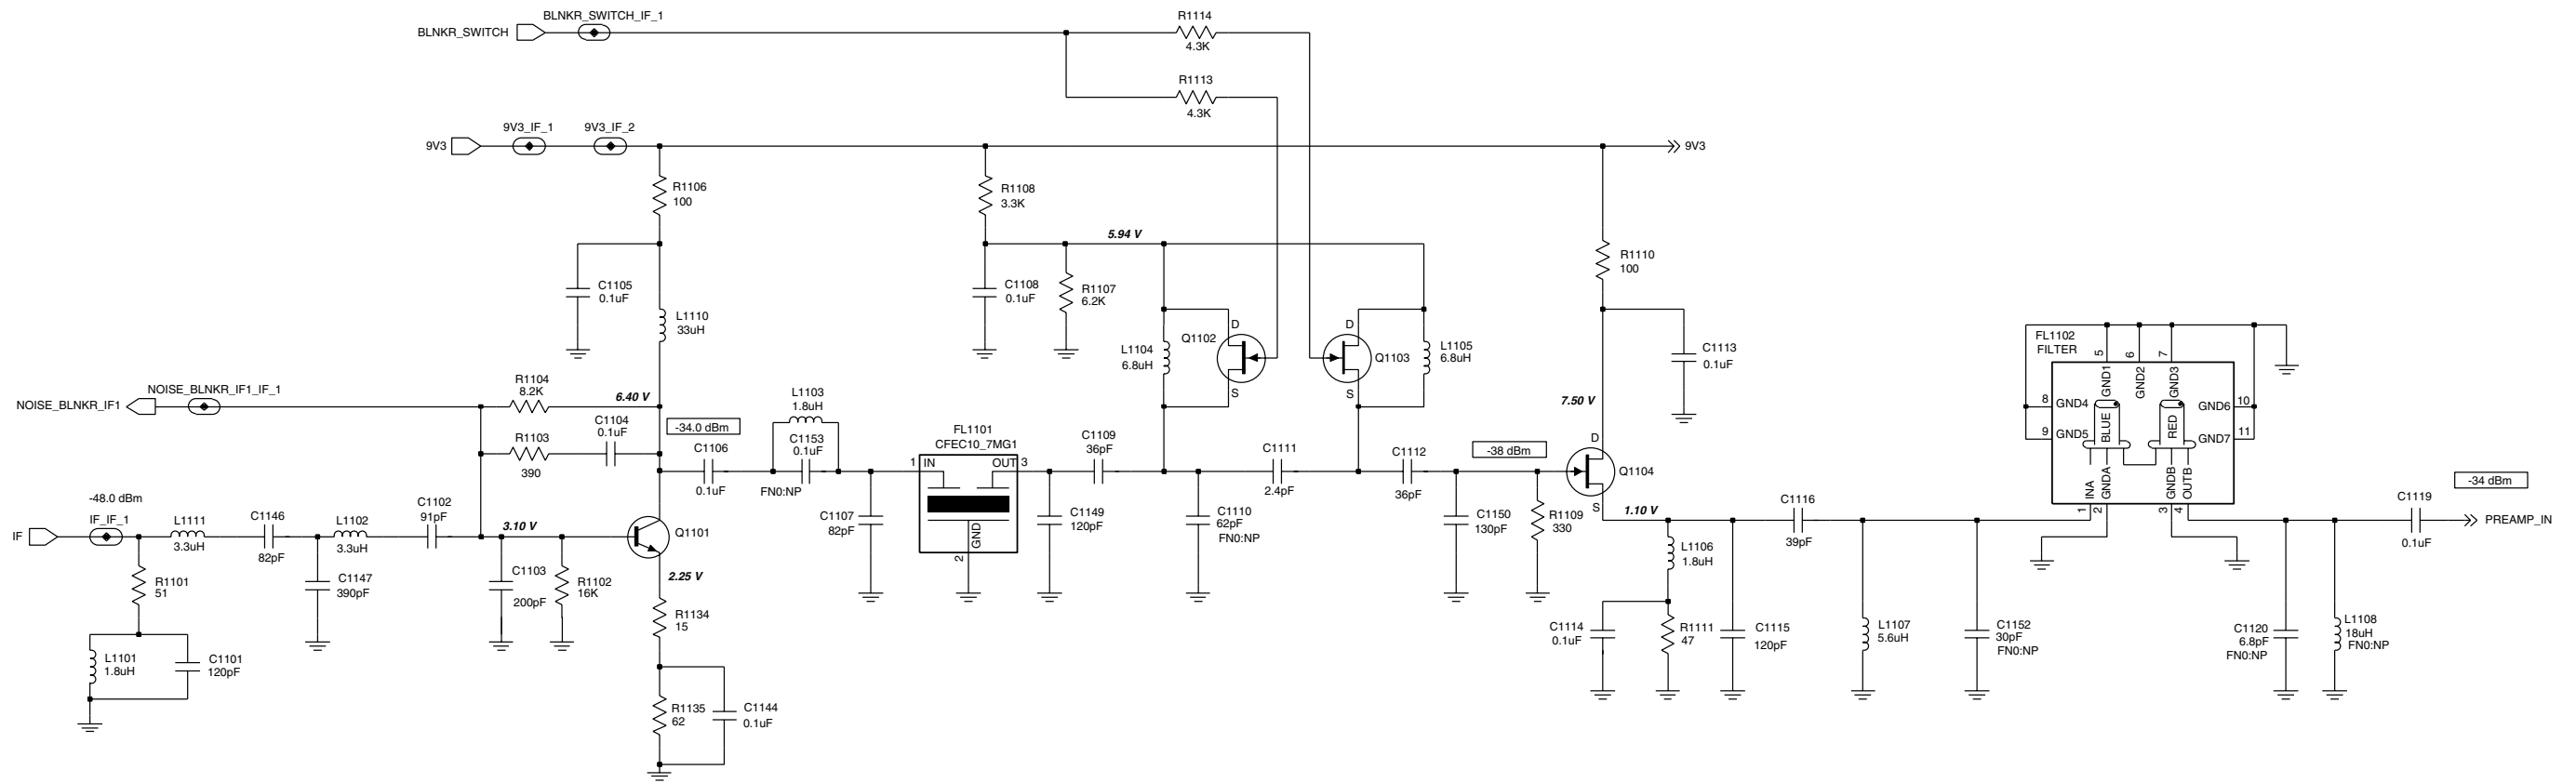 BLNKR_SWITCH
BLNKR_SWITCH_IF_1
R1114
4.3K
R1113
4.3K
9V3
9V3_IF_1
9V3_IF_2
9V3
R1106
100
R1108
3.3K
5.94 V
C1105
0.1uF
L1110
33uH
C1108
0.1uF
R1107
6.2K
L1104
6.8uH
Q1102
D
S
D
S
Q1103
L1105
6.8uH
R1110
100
C1113
0.1uF
NOISE_BLNKR_IF1
NOISE_BLNKR_IF1_IF_1
R1104
8.2K
6.40 V
R1103
390
C1104
0.1uF
-34.0 dBm
C1106
0.1uF
L1103
1.8uH
C1153
0.1uF
FN0:NP
C1107
82pF
FL1101
CFEC10_7MG1
1
IN
OUT
3
GND
2
C1149
120pF
C1109
36pF
C1110
62pF
FN0:NP
C1111
2.4pF
C1112
36pF
C1150
130pF
-38 dBm
R1109
330
7.50 V
D
Q1104
S
1.10 V
IF
-48.0 dBm
IF_IF_1
L1111
3.3uH
C1146
82pF
L1102
3.3uH
C1102
91pF
3.10 V
Q1101
2.25 V
R1101
51
C1147
390pF
C1103
200pF
R1102
16K
R1134
15
L1101
1.8uH
C1101
120pF
R1135
62
C1144
0.1uF
L1106
1.8uH
C1114
0.1uF
R1111
47
C1115
120pF
C1116
39pF
L1107
5.6uH
C1152
30pF
FN0:NP
FL1102
FILTER
5
6
7
GND1
GND2
GND3
8
GND4
9
GND5
GND6
10
GND7
11
BLUE
RED
INA
GNDA
GNDB
OUTB
1
2
3
4
C1120
6.8pF
FN0:NP
L1108
18uH
FN0:NP
-34 dBm
C1119
0.1uF
PREAMP_IN